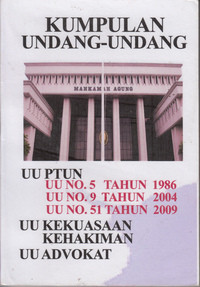 KUMPULAN
UNDANG-UNDANG
MAHKAMAH AGUNG
UU PTUN
UU NO. 5 TAHUN 1986
UU NO. 9 TAHUN 2004
UU NO. 51 TAHUN 2009
UU KEKUASAAN
KEHAKIMAN
UU ADVOKAT